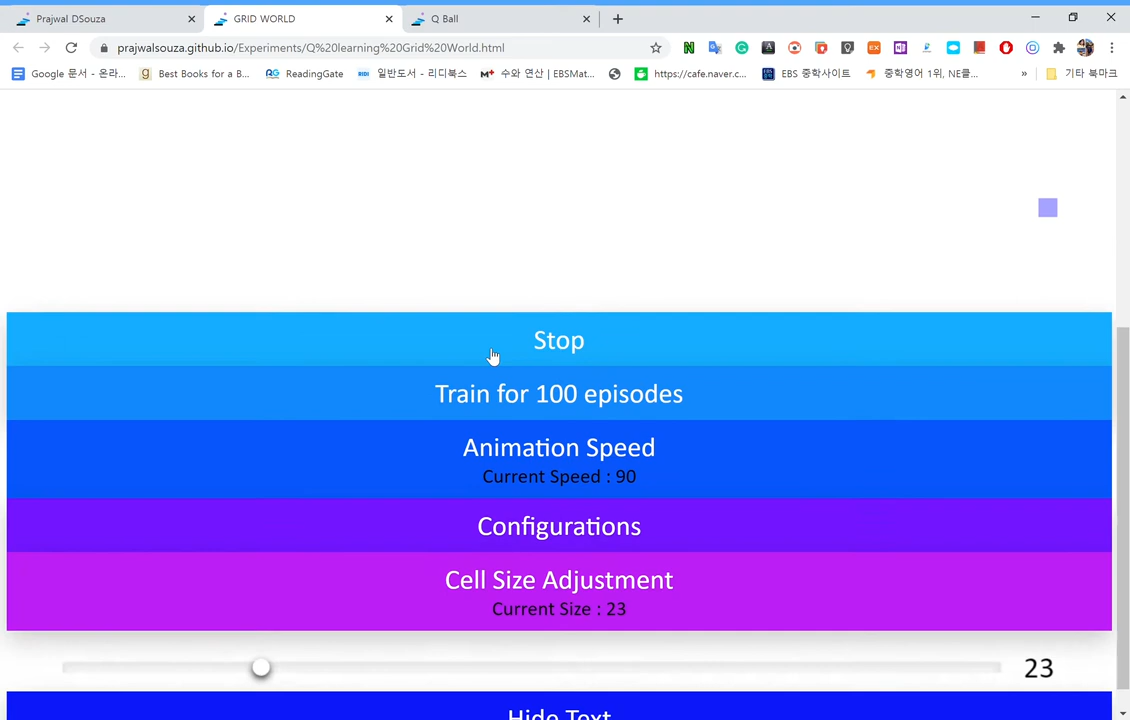 Prajwal DSouza
GRID WORLD
Q Ball
prajwalsouza.github.io/Experiments/Q%20learning%20Grid%20World.html
Google 문서 - 온라...
Best Books for a B...
ReadingGate
일반도서 - 리디북스
수와 연산 | EBSMat...
https://cafe.naver.c...
EBS 중학사이트
중학영어 1위, NE클...
»
기타 북마크
Stop
Train for 100 episodes
Animation Speed
Current Speed : 90
Configurations
Cell Size Adjustment
Current Size : 23
23
Hide Text